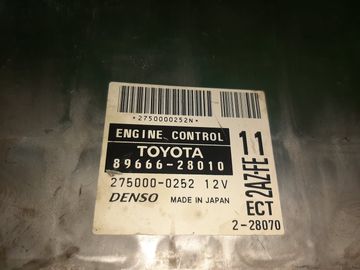 *2750000252N*
ENGINE CONTROL
TOYOTA
89666-28010
275000-0252 12V
DENSO MADE IN JAPAN
11
2AZ-FE
ECT
2-28070